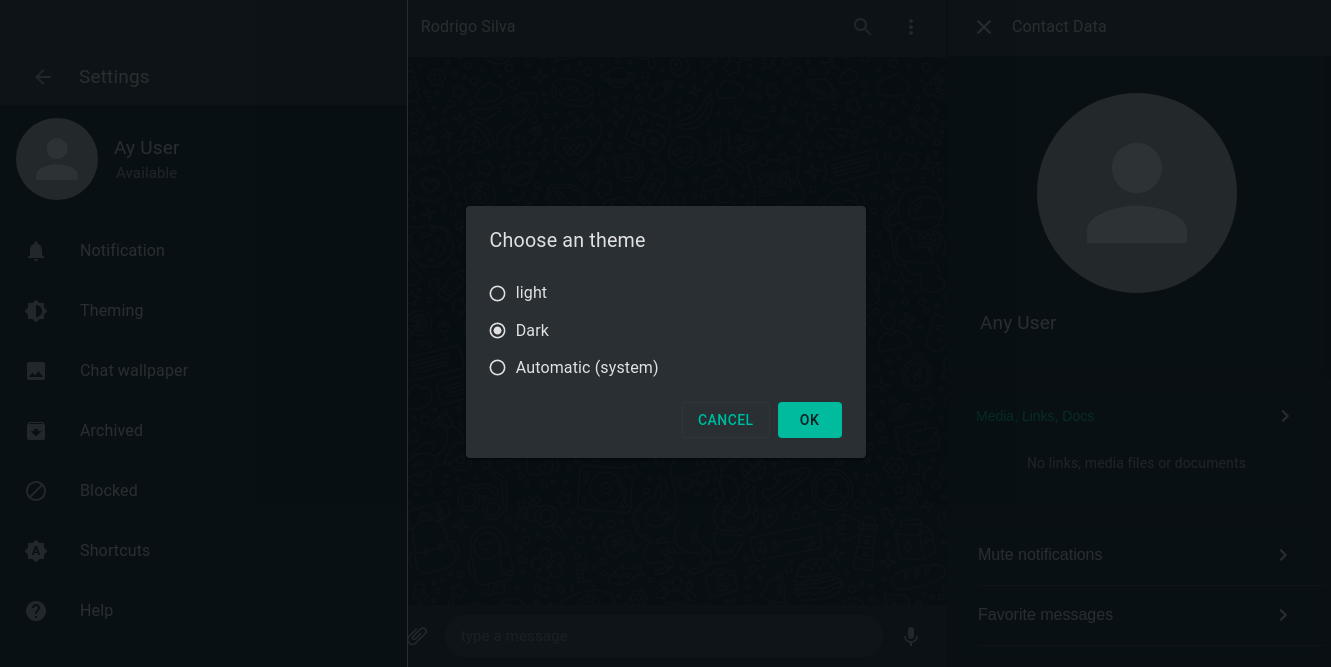 Settings
Ay User
Available
Notification
Theming
Chat wallpaper
Archived
Blocked
Shortcuts
Help
Rodrigo Silva
Choose an theme
light
Dark
Automatic (system)
CANCEL
OK
type a message
Contact Data
Any User
Media, Links, Docs
No links, media files or documents
Mute notifications
Favorite messages